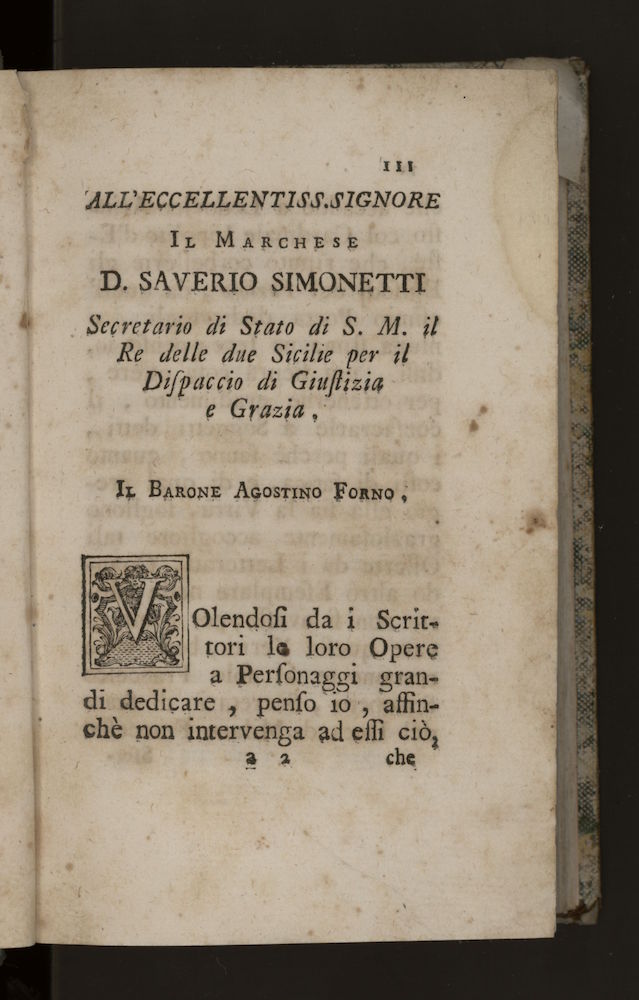 III
ALL'ECCELLENTISS. SIGNORE
IL MARCHESE
D. SAVERIO SIMONETTI
Secretario di Stato di S. M. il
Re delle due Sicilie per il
Diſpaccio di Giuſtizia
e Grazia,
IL BARONE AGOSTINO FORNO,
VOlendoſi da i Scrit-
tori le loro Opere
a Perſonaggi gran-
di dedicare , penſo io , affin-
chè non intervenga ad eſſi ciò,
a 2 che